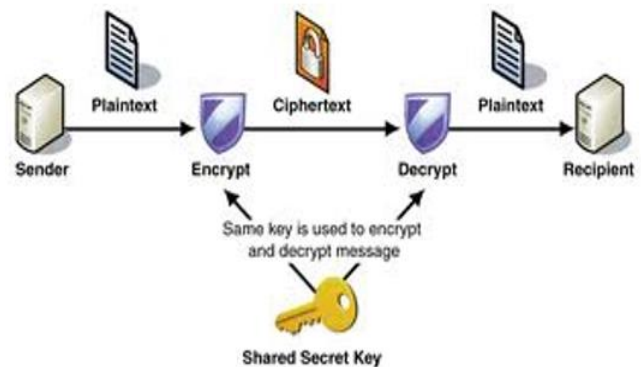 Plaintext
Ciphertext
Plaintext
Sender
Encrypt
Decrypt
Recipient
Same key is used to encrypt
and decrypt message
Shared Secret Key